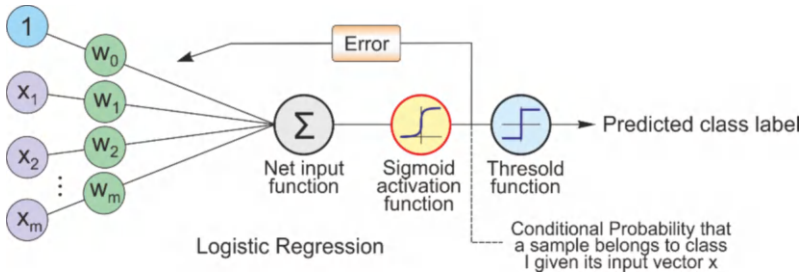 1
w0
Error
x1
w1
x2
w2
⋮
xm
wm
Σ
Net input
function
Sigmoid
activation
function
Thresold
function
Predicted class label
Logistic Regression
Conditional Probability that
a sample belongs to class
I given its input vector x